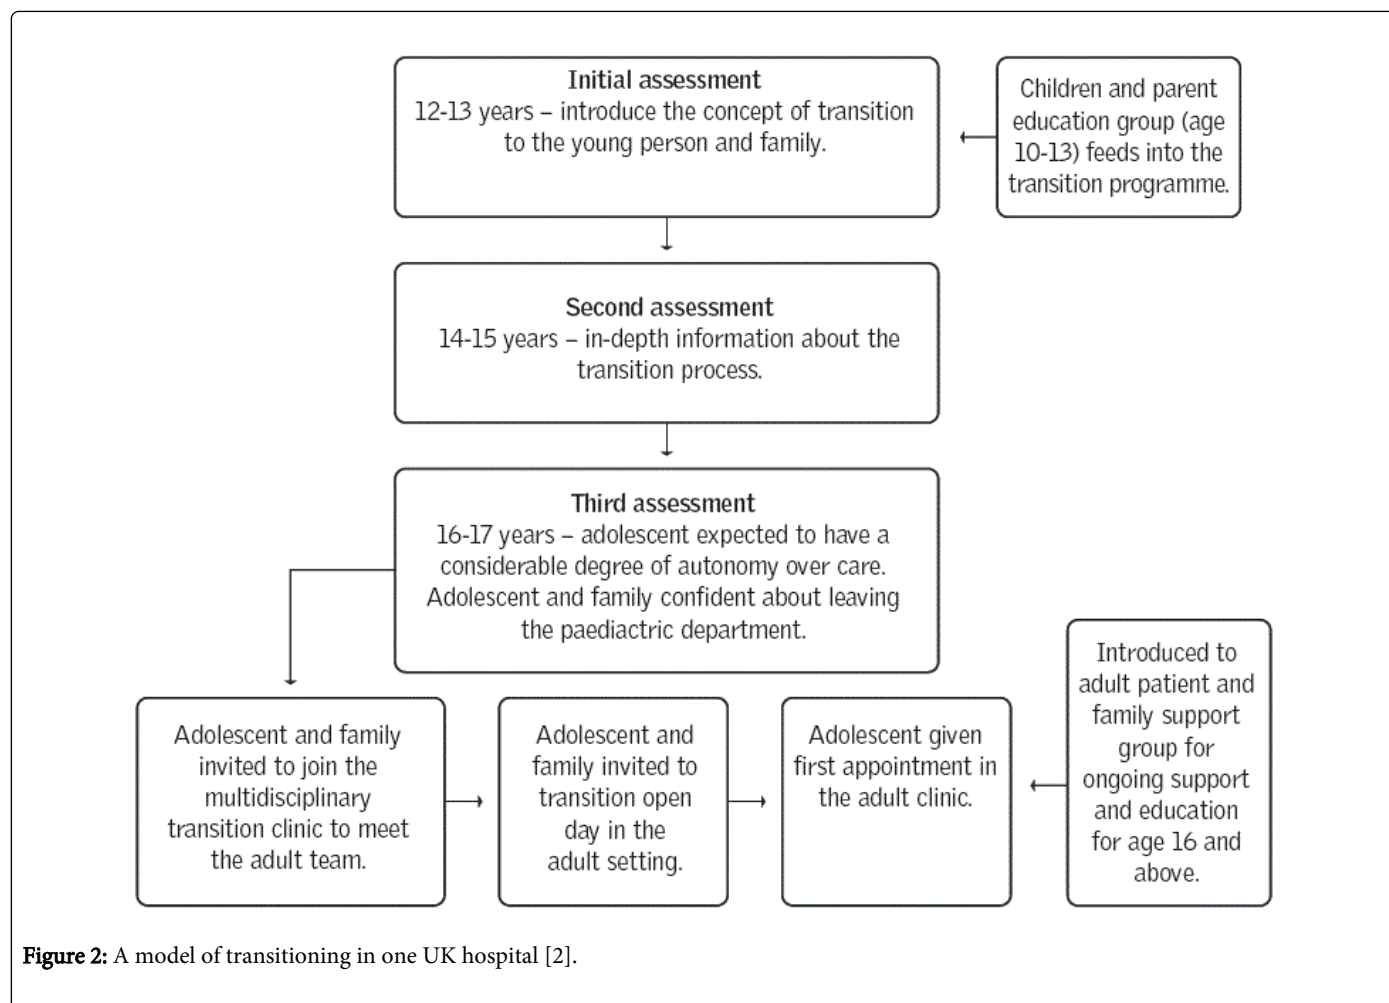 Initial assessment
12-13 years – introduce the concept of transition
to the young person and family.
Children and parent
education group (age
10-13) feeds into the
transition programme.
Second assessment
14-15 years – in-depth information about the
transition process.
Third assessment
16-17 years – adolescent expected to have a
considerable degree of autonomy over care.
Adolescent and family confident about leaving
the paediactric department.
Adolescent and family
invited to join the
multidisciplinary
transition clinic to meet
the adult team.
Adolescent and
family invited to
transition open
day in the
adult setting.
Adolescent given
first appointment in
the adult clinic.
Introduced to
adult patient and
family support
group for
ongoing support
and education
for age 16 and
above.
Figure 2: A model of transitioning in one UK hospital [2].